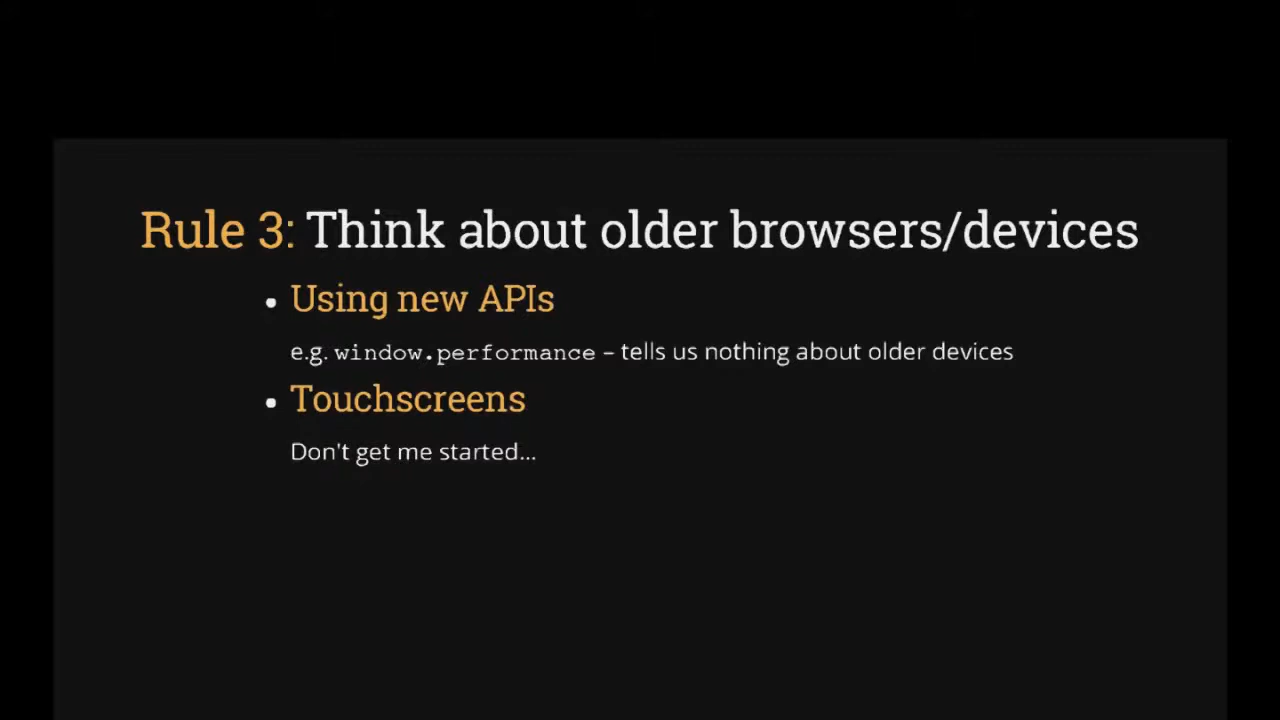 Rule 3: Think about older browsers/devices
• Using new APIs
e.g. window.performance – tells us nothing about older devices
• Touchscreens
Don't get me started...